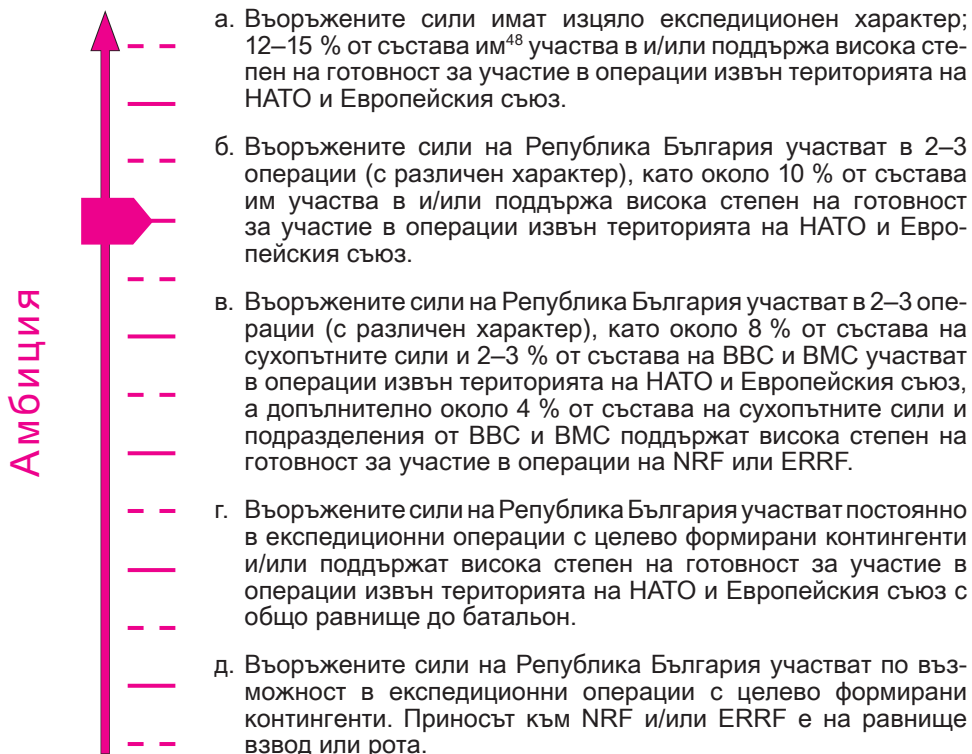 Амбиция
а. Въоръжените сили имат изцяло експедиционен характер;
12–15 % от състава им48 участва в и/или поддържа висока сте-
пен на готовност за участие в операции извън територията на
НАТО и Европейския съюз.
б. Въоръжените сили на Република България участват в 2–3
операции (с различен характер), като около 10 % от състава
им участва в и/или поддържа висока степен на готовност
за участие в операции извън територията на НАТО и Евро-
пейския съюз.
в. Въоръжените сили на Република България участват в 2–3 опе-
рации (с различен характер), като около 8 % от състава на
сухопътните сили и 2–3 % от състава на ВВС и ВМС участват
в операции извън територията на НАТО и Европейския съюз,
а допълнително около 4 % от състава на сухопътните сили и
подразделения от ВВС и ВМС поддържат висока степен на
готовност за участие в операции на NRF или ERRF.
г. Въоръжените сили на Република България участват постоянно
в експедиционни операции с целево формирани контингенти
и/или поддържат висока степен на готовност за участие в
операции извън територията на НАТО и Европейския съюз с
общо равнище до батальон.
д. Въоръжените сили на Република България участват по въз-
можност в експедиционни операции с целево формирани
контингенти. Приносът към NRF и/или ERRF е на равнище
взвод или рота.